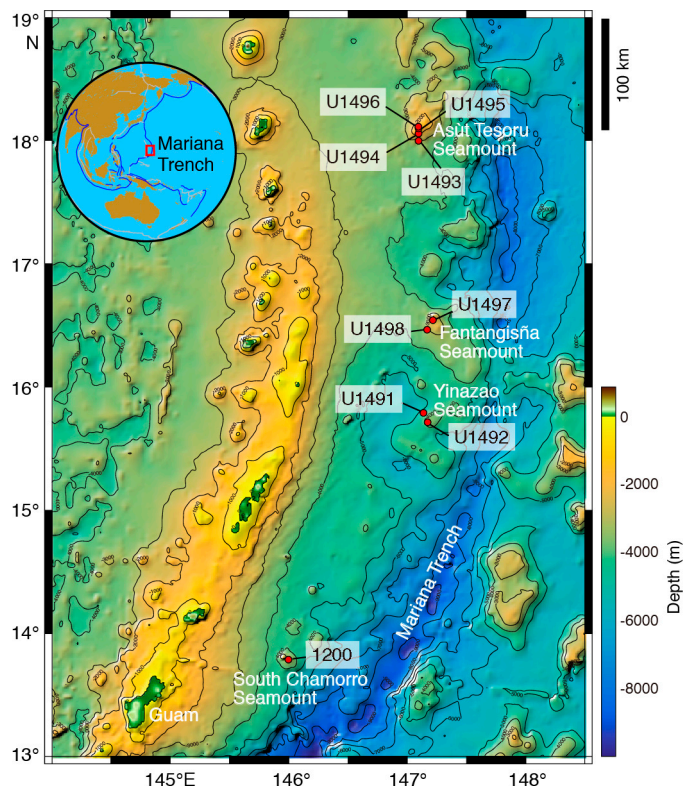 19°
N
18°
17°
16°
15°
14°
13°
145°E
146°
147°
148°
100 km
Mariana
Trench
U1496
U1495
Asùt Tesoru
Seamount
U1494
U1493
U1497
U1498
Fantangisña
Seamount
Yinazao
Seamount
U1491
U1492
Mariana Trench
1200
South Chamorro
Seamount
Guam
0
-2000
-4000
-6000
-8000
Depth (m)